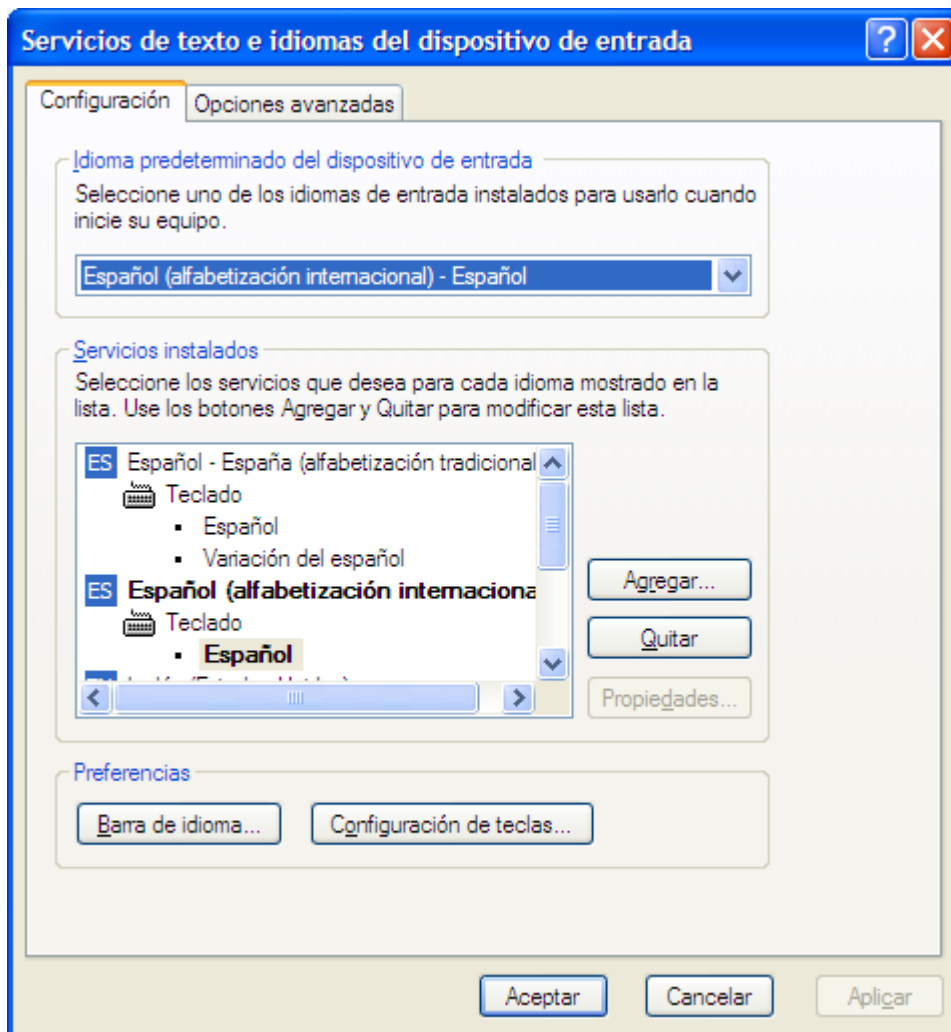 Servicios de texto e idiomas del dispositivo de entrada
Configuración
Opciones avanzadas
Idioma predeterminado del dispositivo de entrada
Seleccione uno de los idiomas de entrada instalados para usarlo cuando
inicie su equipo.
Español (alfabetización internacional) - Español
Servicios instalados
Seleccione los servicios que desea para cada idioma mostrado en la
lista. Use los botones Agregar y Quitar para modificar esta lista.
ES Español - España (alfabetización tradicional
Teclado
Español
Variación del español
ES Español (alfabetización internaciona
Teclado
Español
Agregar...
Quitar
Propiedades...
Preferencias
Barra de idioma...
Configuración de teclas...
Aceptar
Cancelar
Aplicar